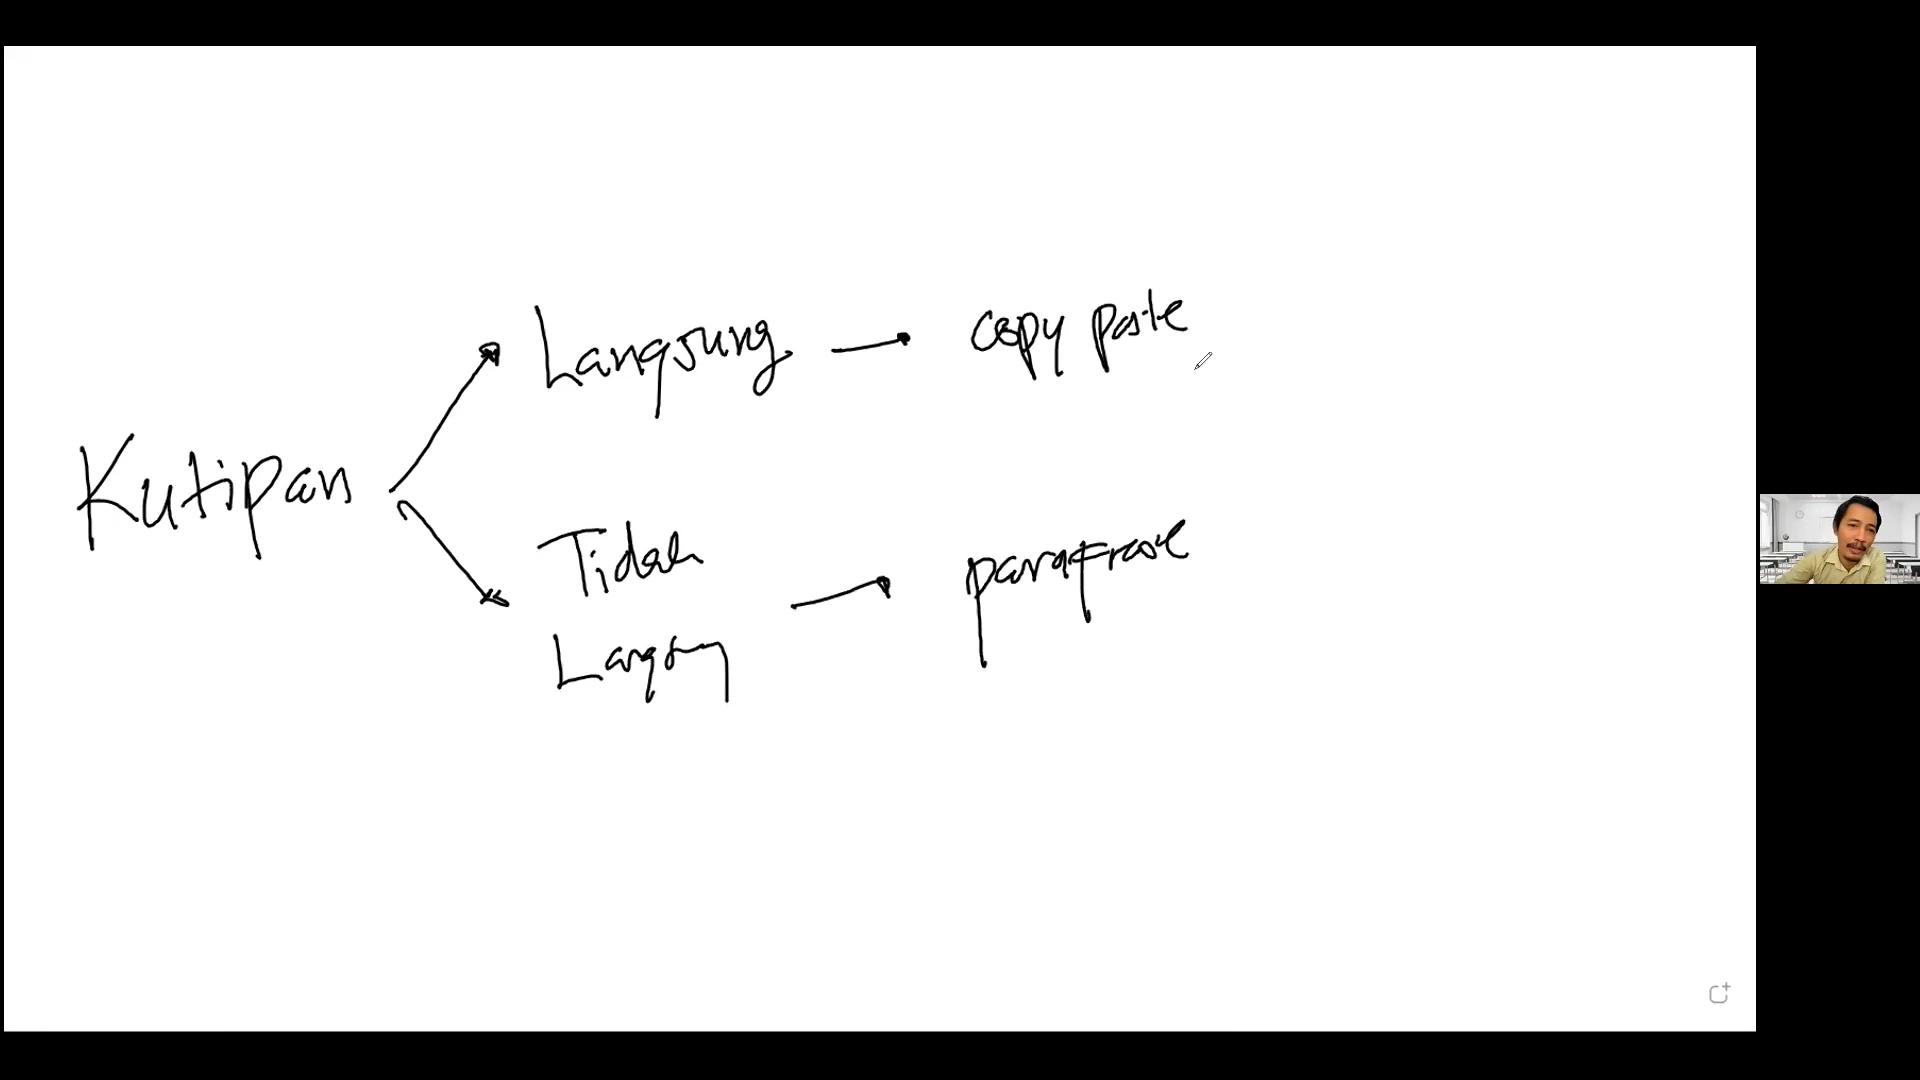 Kutipan
Langsung
copy paste
Tidak
Langsung
parafrase